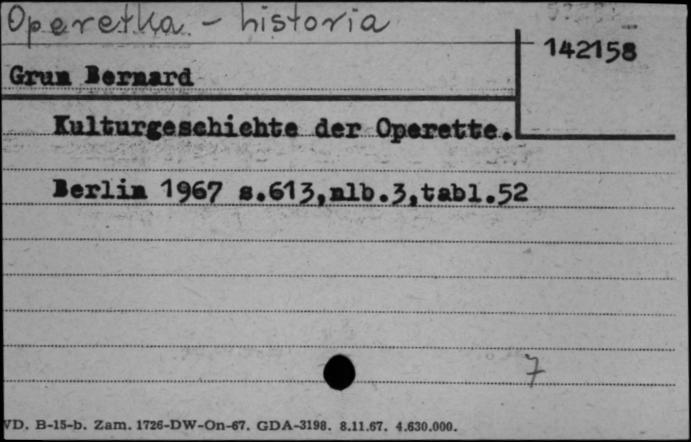 Operetka - historia
142158
Grun Bernard
Kulturgeschichte der Operette.
Berlin 1967 s.613,nlb.3,tabl.52
7
VD. B-15-b. Zam. 1726-DW-On-67. GDA-3198. 8.11.67. 4.630.000.